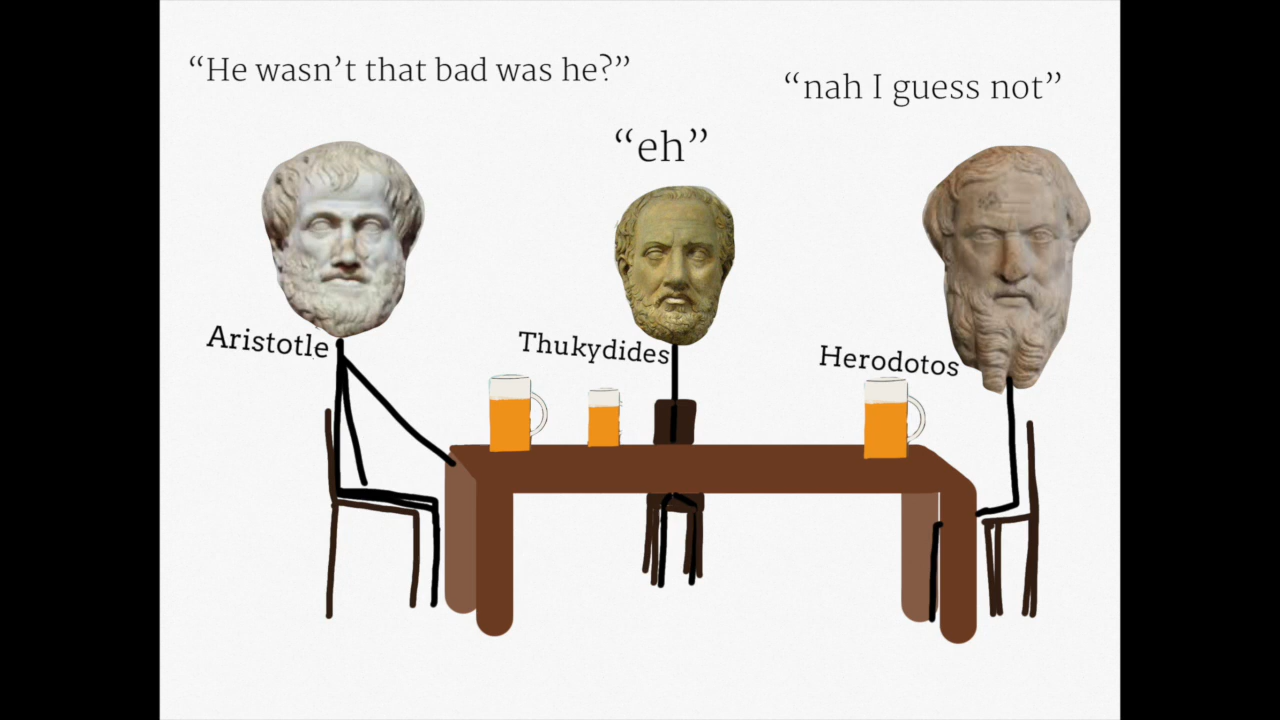 “He wasn’t that bad was he?”
“nah I guess not”
“eh”
Aristotle
Thukydides
Herodotos